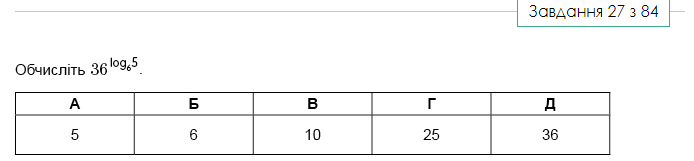 Завдання 27 з 84
Обчисліть 36^log₆5.
А Б В Г Д
5 6 10 25 36